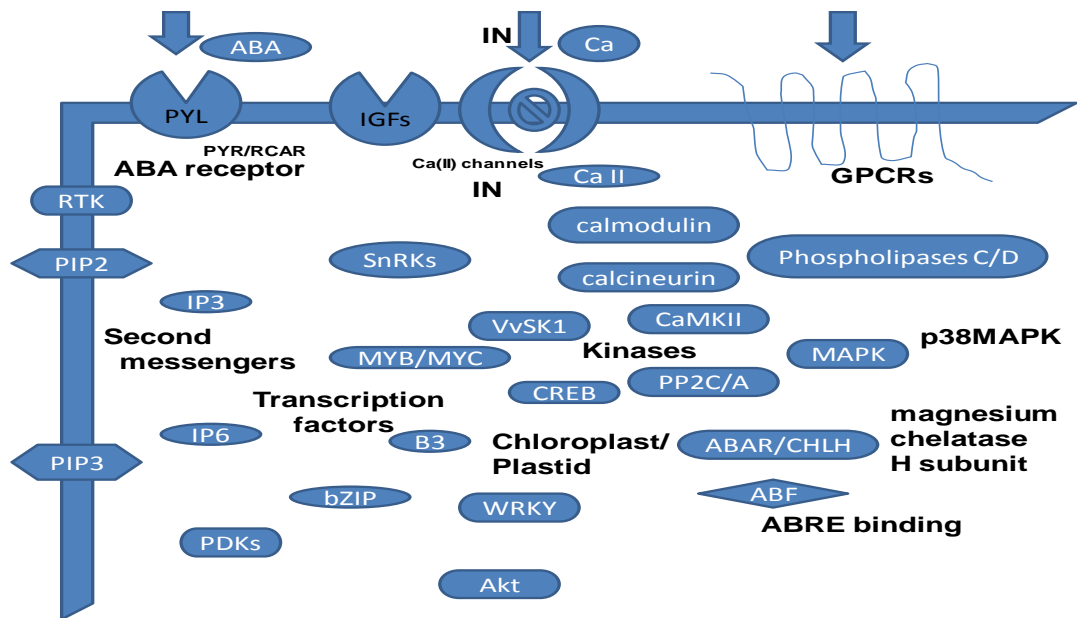 IN
ABA
Ca
PYL
IGFs
PYR/RCAR
ABA receptor
Ca(II) channels
IN
Ca II
GPCRs
RTK
calmodulin
PIP2
SnRKs
calcineurin
Phospholipases C/D
IP3
VvSK1
CaMKII
Second
messengers
MYB/MYC
Kinases
MAPK
p38MAPK
CREB
PP2C/A
Transcription
factors
IP6
B3
Chloroplast/
Plastid
ABAR/CHLH
magnesium
chelatase
H subunit
PIP3
bZIP
WRKY
ABF
ABRE binding
PDKs
Akt